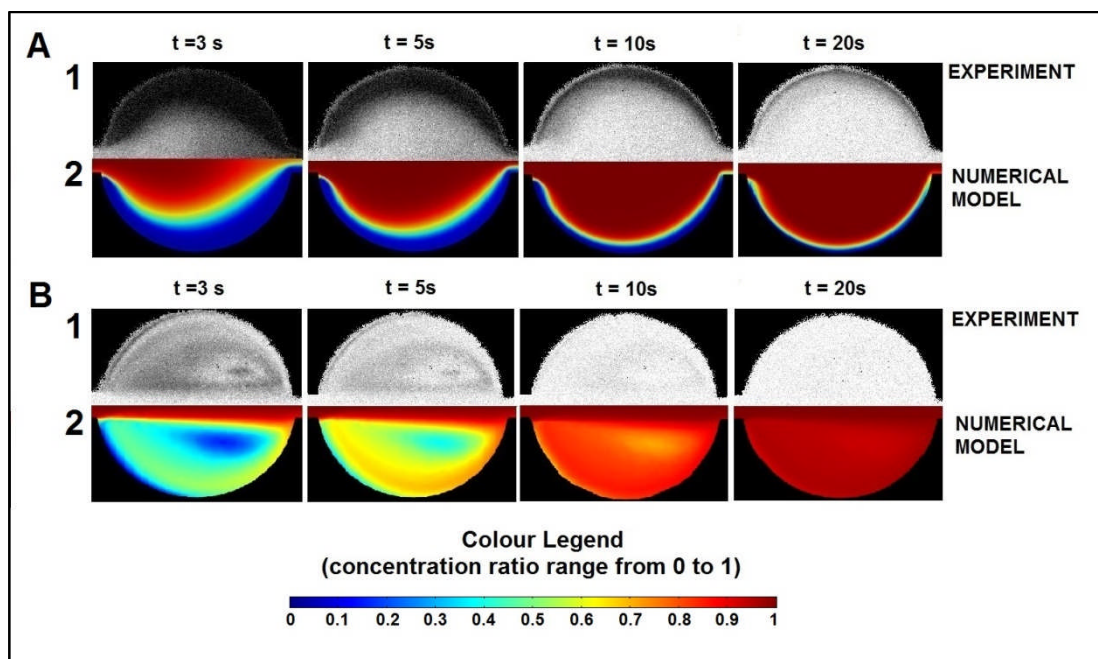 A
t =3 s
t = 5s
t = 10s
t = 20s
1
EXPERIMENT
2
NUMERICAL
MODEL
B
t =3 s
t = 5s
t = 10s
t = 20s
1
EXPERIMENT
2
NUMERICAL
MODEL
Colour Legend
(concentration ratio range from 0 to 1)
0 0.1 0.2 0.3 0.4 0.5 0.6 0.7 0.8 0.9 1